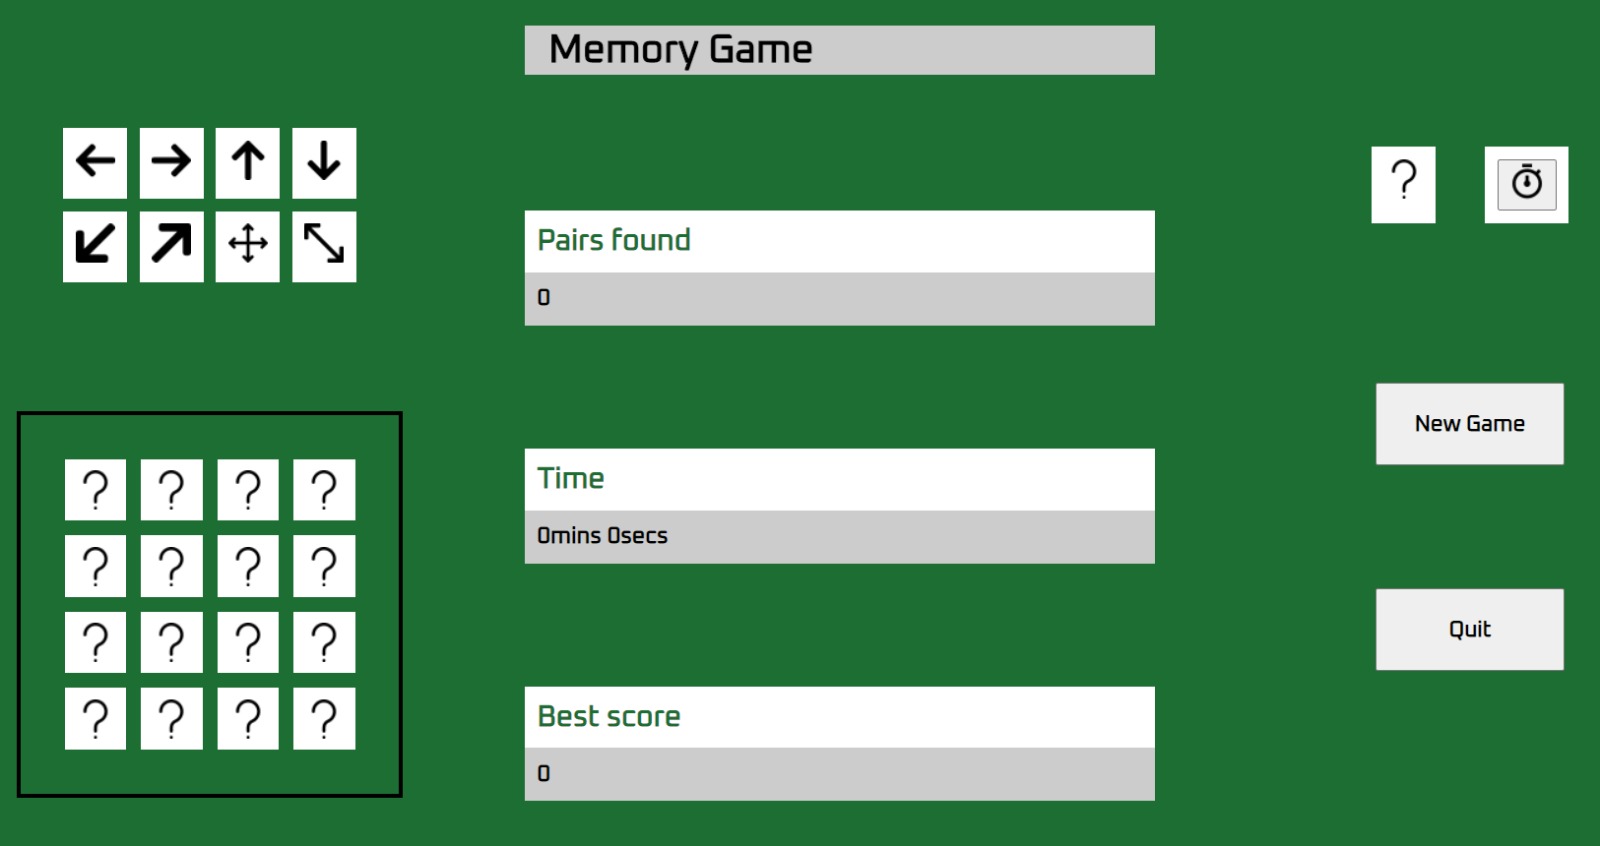 Memory Game
?
Pairs found
0
New Game
Time
0mins 0secs
? ? ? ?
? ? ? ?
Quit
? ? ? ?
? ? ? ?
Best score
0